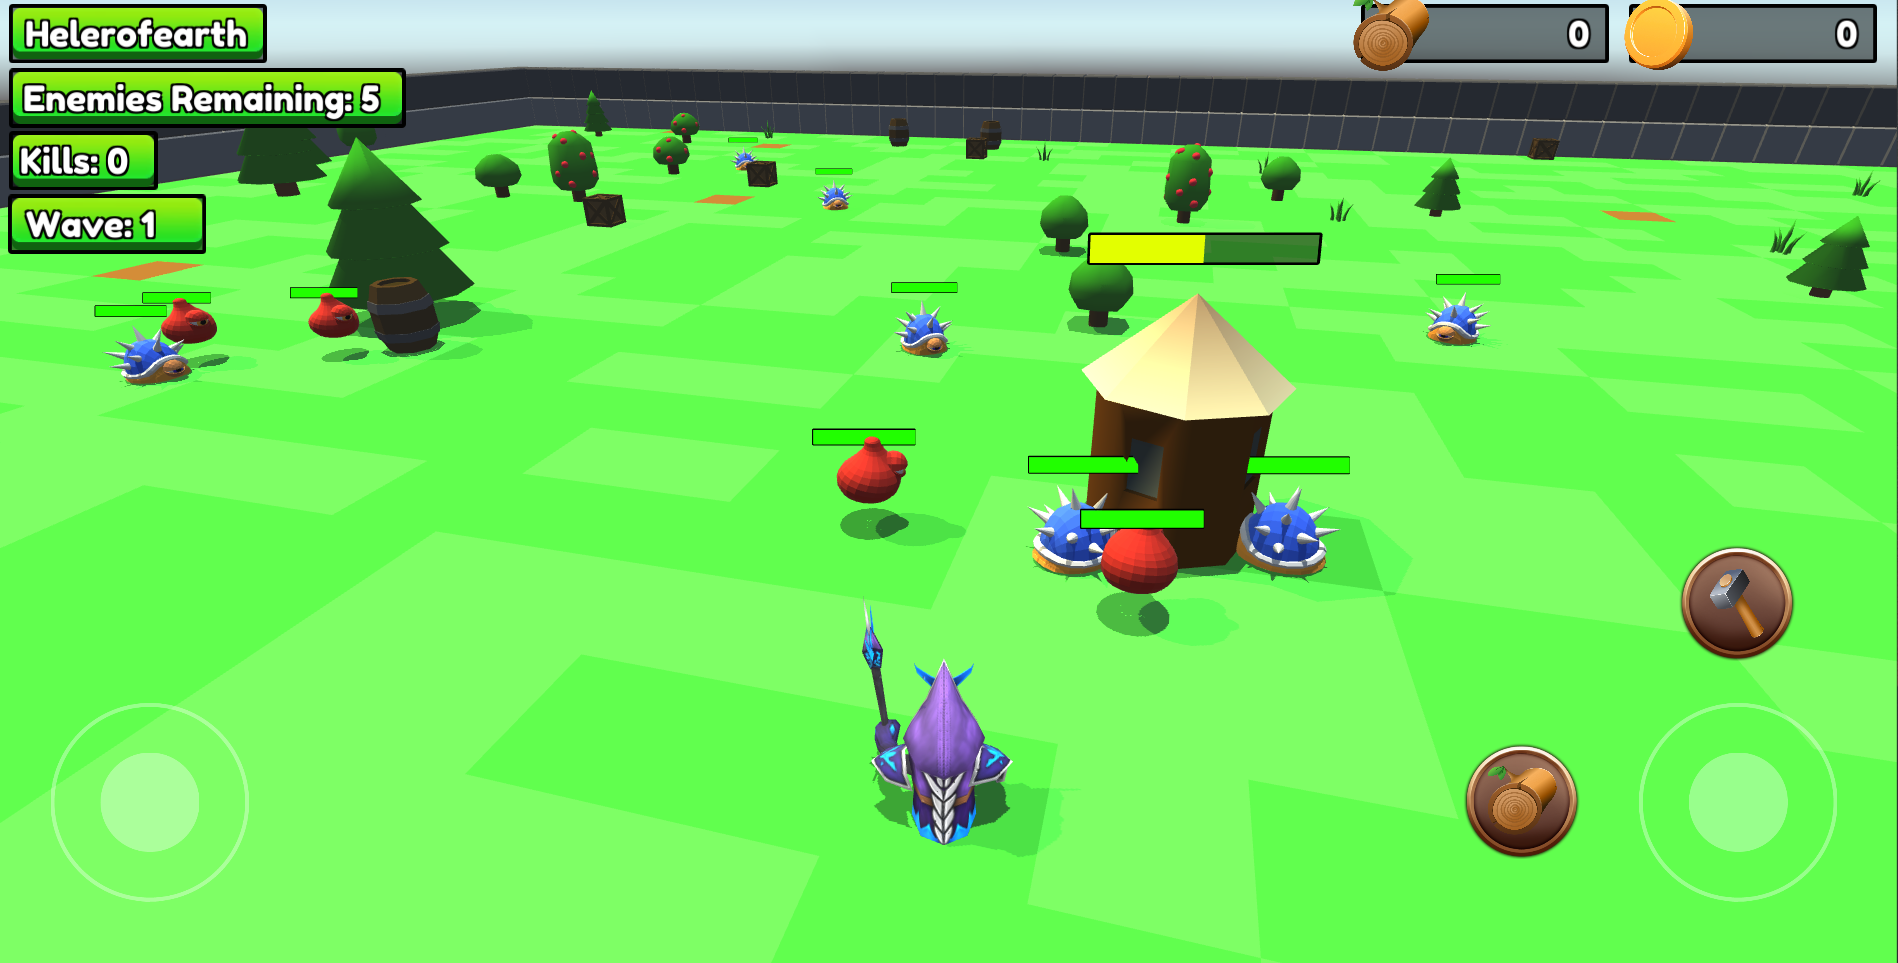 Helerofearth
Enemies Remaining: 5
Kills: 0
Wave: 1
0
0